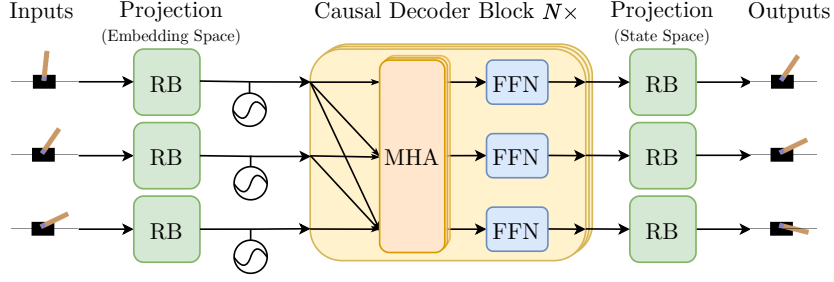 Inputs
Projection
(Embedding Space)
Causal Decoder Block N×
Projection
(State Space)
Outputs
RB
FFN
RB
RB
MHA
FFN
RB
RB
FFN
RB